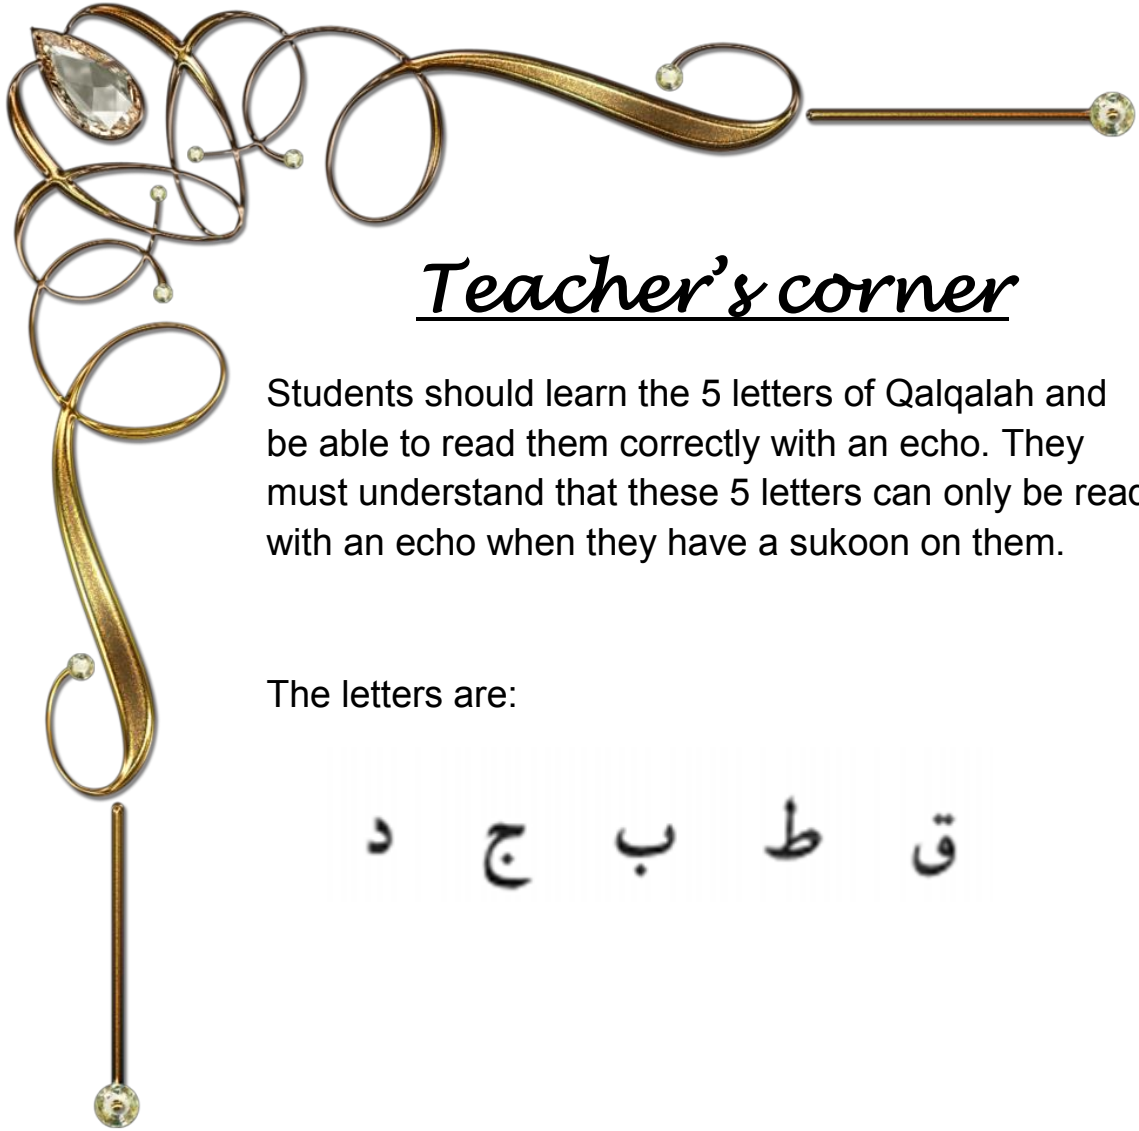 Teacher's corner
Students should learn the 5 letters of Qalqalah and
be able to read them correctly with an echo. They
must understand that these 5 letters can only be read
with an echo when they have a sukoon on them.
The letters are:
ق ط ب ج د